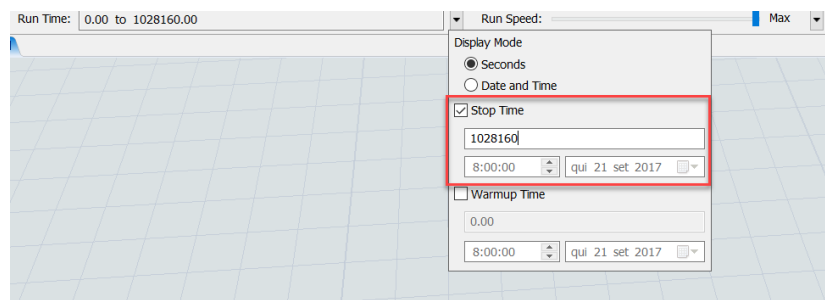 Run Time: 0.00 to 1028160.00 Run Speed: Max
Display Mode
Seconds
Date and Time
Stop Time
1028160
8:00:00 qui 21 set 2017
Warmup Time
0.00
8:00:00 qui 21 set 2017